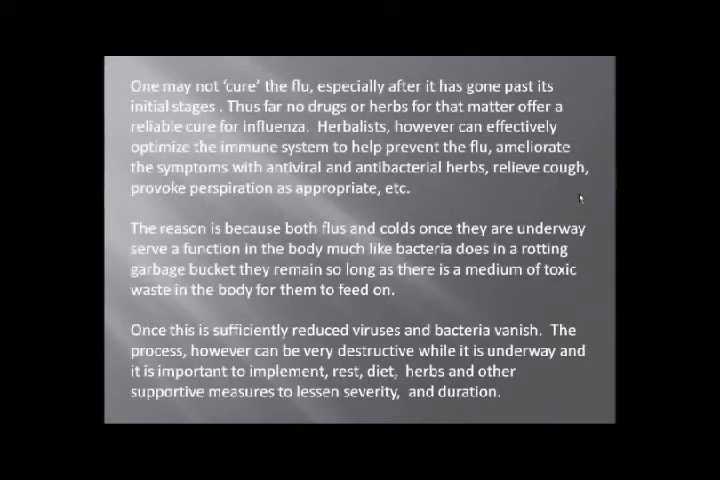 One may not ‘cure’ the flu, especially after it has gone past its
initial stages . Thus far no drugs or herbs for that matter offer a
reliable cure for influenza.  Herbalists, however can effectively
optimize the immune system to help prevent the flu, ameliorate
the symptoms with antiviral and antibacterial herbs, relieve cough,
provoke perspiration as appropriate, etc.
The reason is because both flus and colds once they are underway
serve a function in the body much like bacteria does in a rotting
garbage bucket they remain so long as there is a medium of toxic
waste in the body for them to feed on.
Once this is sufficiently reduced viruses and bacteria vanish.  The
process, however can be very destructive while it is underway and
it is important to implement, rest, diet,  herbs and other
supportive measures to lessen severity,  and duration.